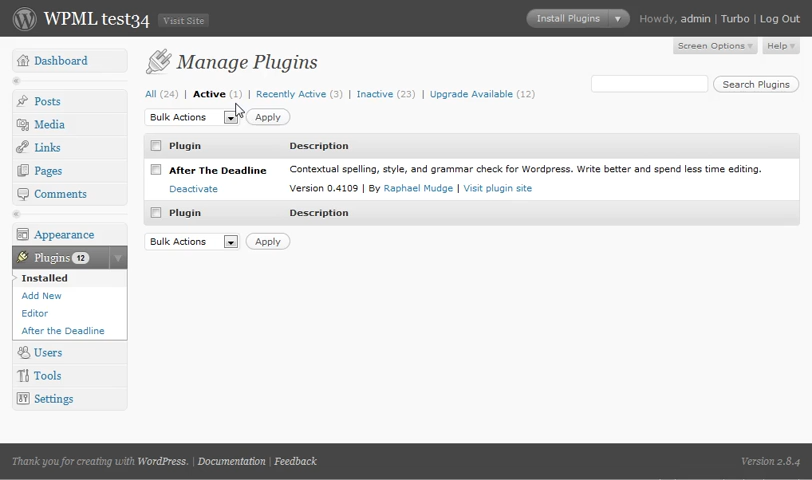 WPML test34 Visit Site Install Plugins Howdy, admin | Turbo | Log Out
Screen Options Help
Dashboard
Posts
Media
Links
Pages
Comments
Appearance
Plugins 12
Installed
Add New
Editor
After the Deadline
Users
Tools
Settings
Manage Plugins
All (24) | Active (1) | Recently Active (3) | Inactive (23) | Upgrade Available (12)
Search Plugins
Bulk Actions Apply
Plugin Description
After The Deadline Contextual spelling, style, and grammar check for Wordpress. Write better and spend less time editing.
Deactivate Version 0.4109 | By Raphael Mudge | Visit plugin site
Plugin Description
Bulk Actions Apply
Thank you for creating with WordPress. | Documentation | Feedback Version 2.8.4